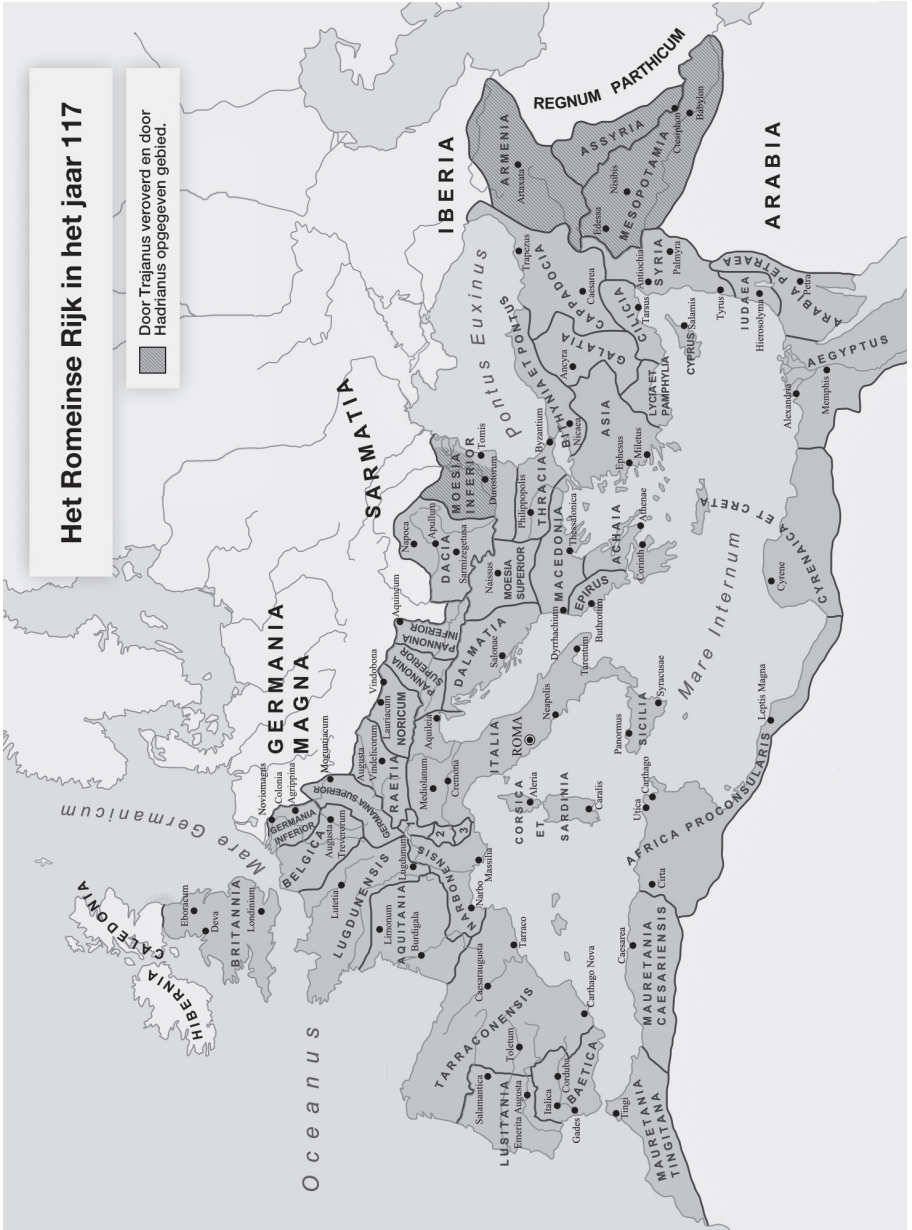 Het Romeinse Rijk in het jaar 117
Door Trajanus veroverd en door
Hadrianus opgegeven gebied.
HIBERNIA
CALEDONIA
BRITANNIA
Eboracum
Deva
Londinium
Oceanus
Mare Germanicum
GERMANIA
MAGNA
SARMATIA
IBERIA
REGNUM PARTHICUM
ARABIA
Pontus Euxinus
Mare Internum
Noviomagus
Colonia
Agrippina
GERMANIA
INFERIOR
BELGICA
Augusta
Treverorum
Moguntiacum
GERMANIA SUPERIOR
LUGDUNENSIS
Lutetia
Lugdunum
AQUITANIA
Limonum
Burdigala
NARBONENSIS
Narbo
Massilia
1
2
3
TARRACONENSIS
Caesaraugusta
Tarraco
Toletum
Carthago Nova
LUSITANIA
Salamantica
Emerita Augusta
BAETICA
Italica
Corduba
Gades
Tingi
MAURETANIA
TINGITANA
MAURETANIA
CAESARIENSIS
Caesarea
Cirta
Utica
Carthago
AFRICA PROCONSULARIS
Leptis Magna
RAETIA
Augusta
Vindelicorum
NORICUM
Lauriacum
Vindobona
PANNONIA
SUPERIOR
PANNONIA
INFERIOR
Aquincum
DALMATIA
Salonae
ITALIA
ROMA
Mediolanum
Cremona
Aquileia
Neapolis
Tarentum
CORSICA
ET
SARDINIA
Aleria
Caralis
SICILIA
Panormus
Syracusae
DACIA
Napoca
Apullum
Sarmizegetusa
MOESIA
SUPERIOR
Naissus
MOESIA
INFERIOR
Tomis
Durostorum
THRACIA
Philippopolis
Byzantium
MACEDONIA
Thessalonica
Dyrrhachium
EPIRUS
Buthrotum
ACHAIA
Corinth
Athenae
CYRENAICA
ET CRETA
Cyrene
BITHYNIA ET PONTUS
Nicaea
Trapezus
ASIA
Ephesus
Miletus
GALATIA
Ancyra
CAPPADOCIA
Caesarea
LYCIA ET
PAMPHYLIA
CILICIA
Tarsus
CYPRUS
Salamis
SYRIA
Antiochia
Palmyra
Tyrus
IUDAEA
Hierosolyma
ARABIA PETRAEA
Petra
AEGYPTUS
Alexandria
Memphis
ARMENIA
Artaxata
ASSYRIA
MESOPOTAMIA
Edessa
Nisibis
Ctesiphon
Babylon